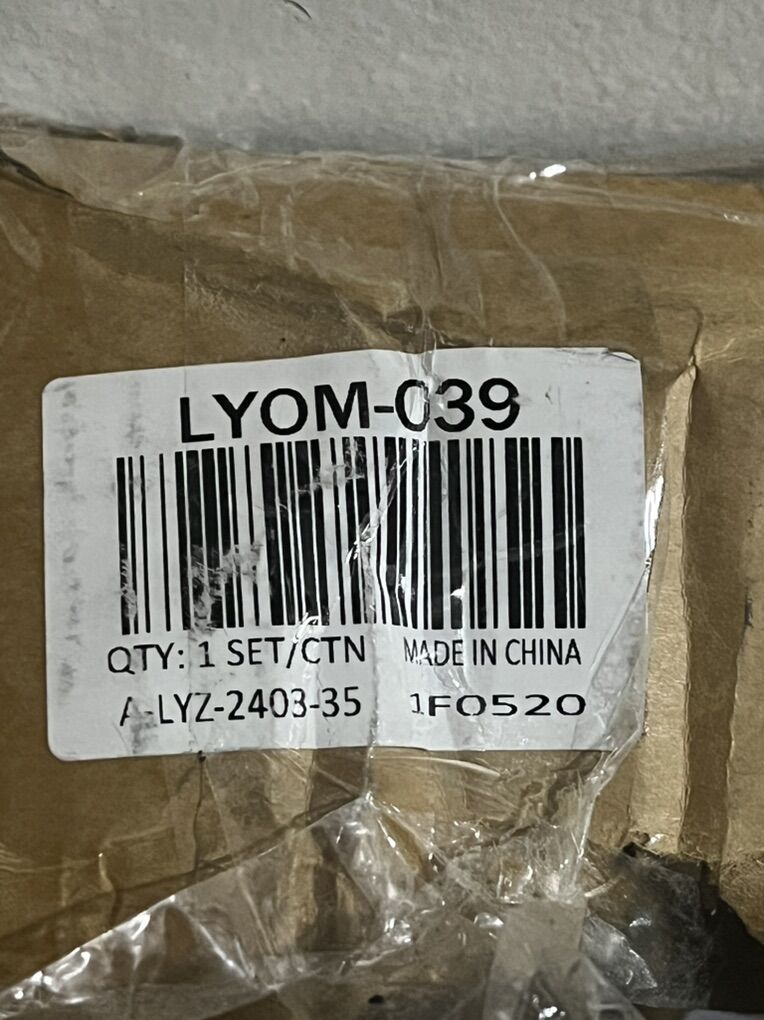 LYOM-039
QTY: 1 SET/CTN MADE IN CHINA
A-LYZ-2403-35 1F0520